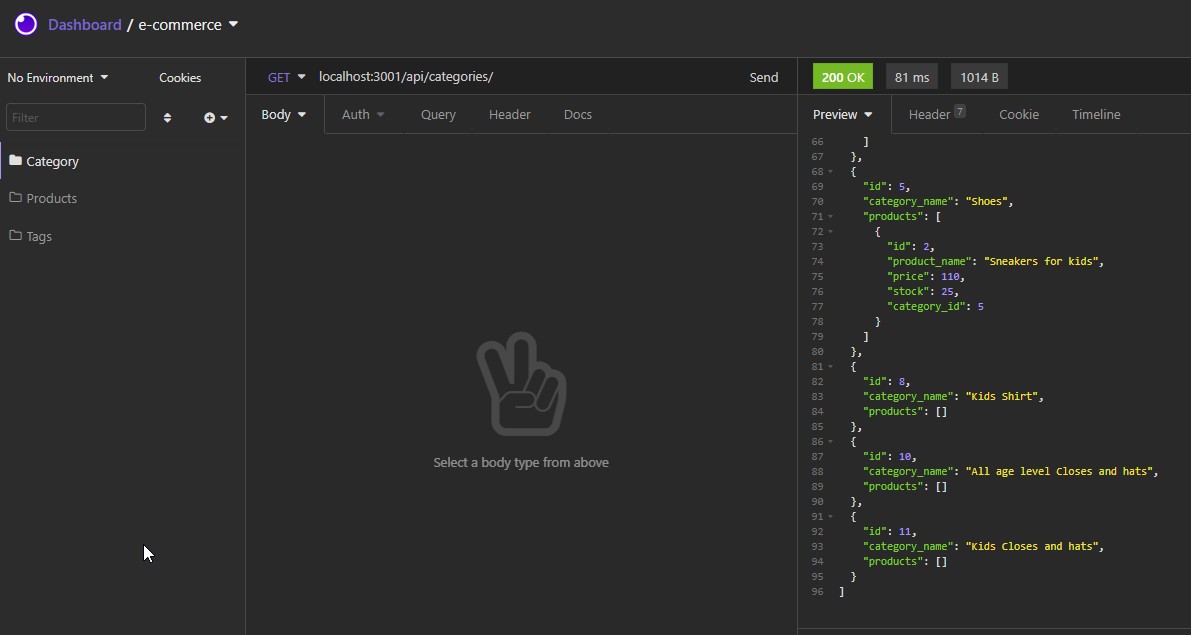 Dashboard / e-commerce
No Environment
Cookies
Filter
Category
Products
Tags
GET localhost:3001/api/categories/ Send
Body Auth Query Header Docs
Select a body type from above
200 OK 81 ms 1014 B
Preview Header 7 Cookie Timeline
66 ]
67 },
68 {
69 "id": 5,
70 "category_name": "Shoes",
71 "products": [
72 {
73 "id": 2,
74 "product_name": "Sneakers for kids",
75 "price": 110,
76 "stock": 25,
77 "category_id": 5
78 }
79 ]
80 },
81 {
82 "id": 8,
83 "category_name": "Kids Shirt",
84 "products": []
85 },
86 {
87 "id": 10,
88 "category_name": "All age level Closes and hats",
89 "products": []
90 },
91 {
92 "id": 11,
93 "category_name": "Kids Closes and hats",
94 "products": []
95 }
96 ]